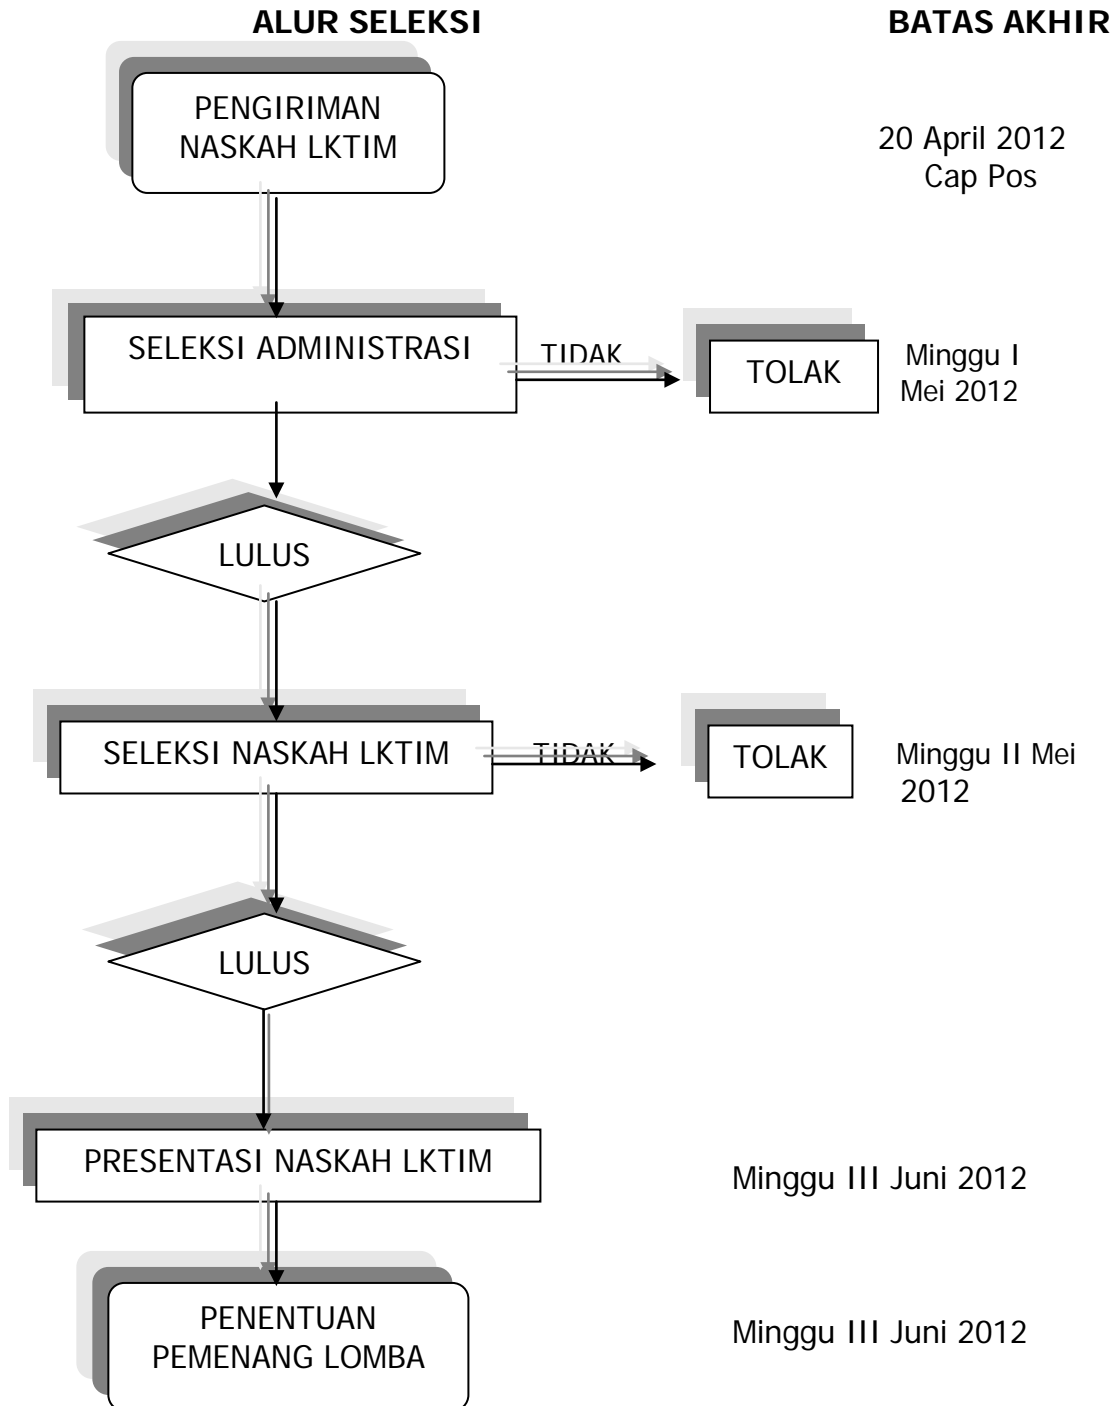 ALUR SELEKSI
BATAS AKHIR
PENGIRIMAN
NASKAH LKTIM
20 April 2012
Cap Pos
SELEKSI ADMINISTRASI
TIDAK
TOLAK
Minggu I
Mei 2012
LULUS
SELEKSI NASKAH LKTIM
TIDAK
TOLAK
Minggu II Mei
2012
LULUS
PRESENTASI NASKAH LKTIM
Minggu III Juni 2012
PENENTUAN
PEMENANG LOMBA
Minggu III Juni 2012